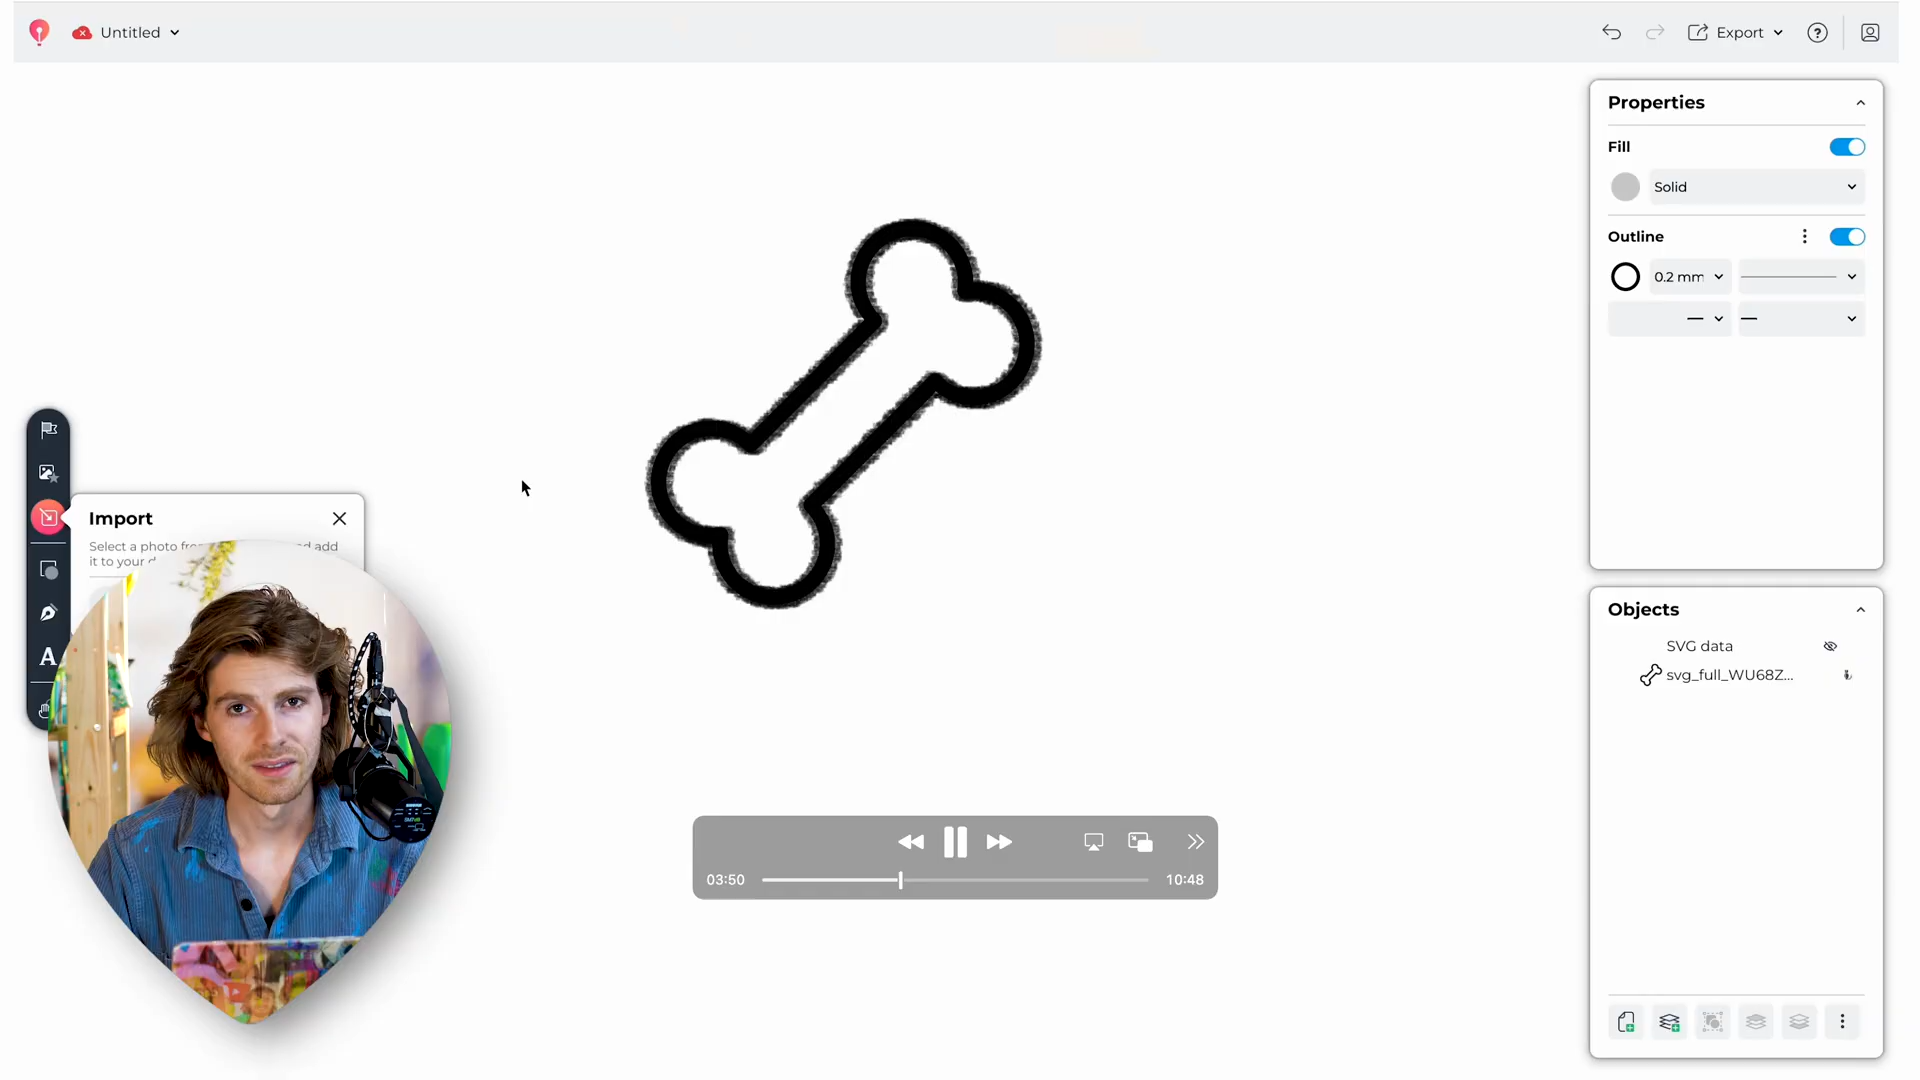 Untitled
Export
Properties
Fill
Solid
Outline
0.2 mm
Import
Select a photo
add
it to your
A
Objects
SVG data
svg_full_WU68Z...
03:50
10:48